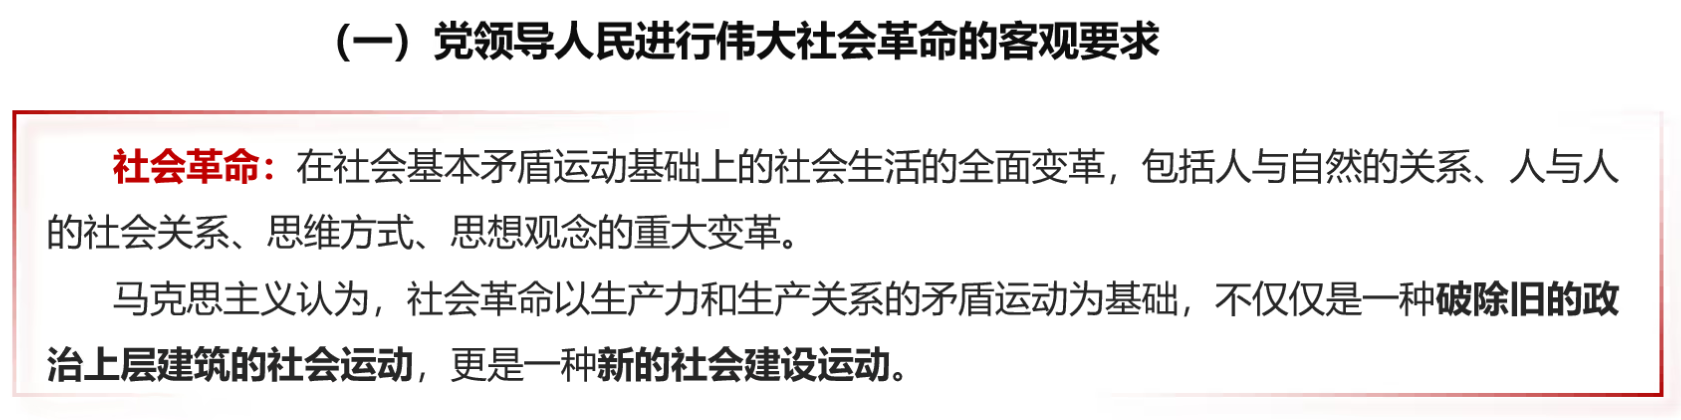 （一）党领导人民进行伟大社会革命的客观要求
社会革命：在社会基本矛盾运动基础上的社会生活的全面变革，包括人与自然的关系、人与人
的社会关系、思维方式、思想观念的重大变革。
马克思主义认为，社会革命以生产力和生产关系的矛盾运动为基础，不仅仅是一种破除旧的政
治上层建筑的社会运动，更是一种新的社会建设运动。